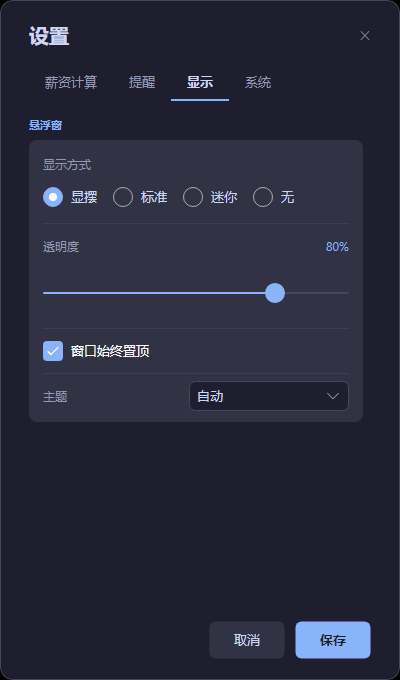 设置
薪资计算 提醒 显示 系统
悬浮窗
显示方式
显摆 标准 迷你 无
透明度 80%
窗口始终置顶
主题 自动
取消 保存